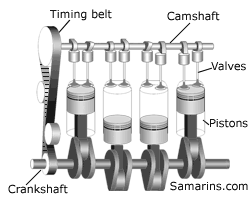 Timing belt
Camshaft
Valves
Pistons
Crankshaft
Samarins.com